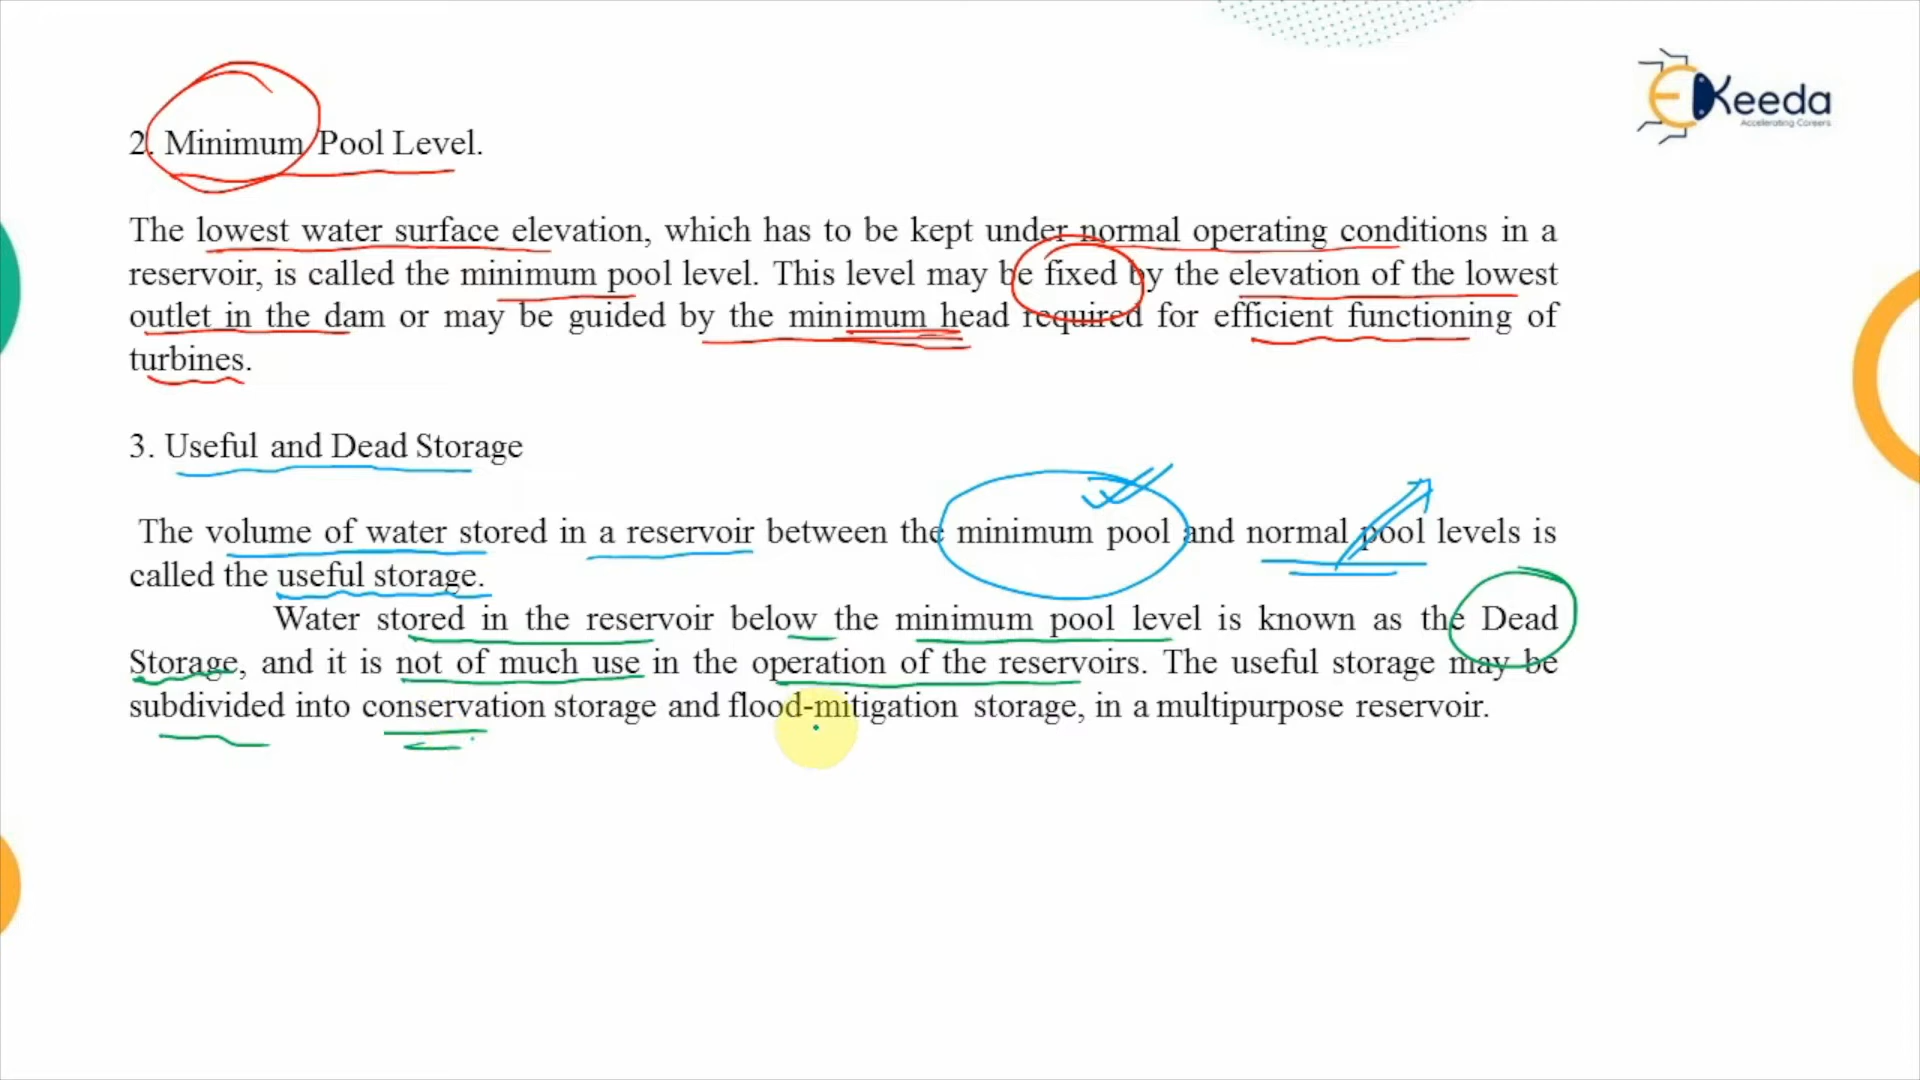 Keeda
Accelerating Careers
2. Minimum Pool Level.
The lowest water surface elevation, which has to be kept under normal operating conditions in a
reservoir, is called the minimum pool level. This level may be fixed by the elevation of the lowest
outlet in the dam or may be guided by the minimum head required for efficient functioning of
turbines.
3. Useful and Dead Storage
The volume of water stored in a reservoir between the minimum pool and normal pool levels is
called the useful storage.
Water stored in the reservoir below the minimum pool level is known as the Dead
Storage, and it is not of much use in the operation of the reservoirs. The useful storage may be
subdivided into conservation storage and flood-mitigation storage, in a multipurpose reservoir.